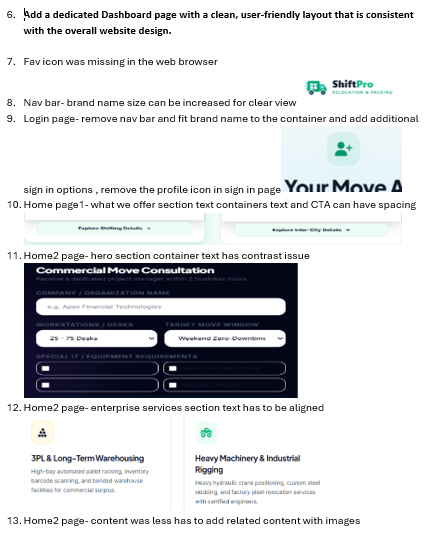 6. Add a dedicated Dashboard page with a clean, user-friendly layout that is consistent
with the overall website design.
7. Fav icon was missing in the web browser
ShiftPro
RELOCATION & PACKING
8. Nav bar- brand name size can be increased for clear view
9. Login page- remove nav bar and fit brand name to the container and add additional
sign in options , remove the profile icon in sign in page
Your Move A
10. Home page1- what we offer section text containers text and CTA can have spacing
Explore Shifting Details →
Explore Inter-City Details →
11. Home2 page- hero section container text has contrast issue
Commercial Move Consultation
Receive a dedicated project manager within 2 business hours
COMPANY / ORGANIZATION NAME
e.g. Apex Financial Technologies
WORKSTATIONS / DESKS
TARGET MOVE WINDOW
25 - 75 Desks
Weekend Zero-Downtime
SPECIAL IT / EQUIPMENT REQUIREMENTS
12. Home2 page- enterprise services section text has to be aligned
3PL & Long-Term Warehousing
High-bay automated pallet racking, inventory
barcode scanning, and bonded warehouse
facilities for commercial surplus.
Heavy Machinery & Industrial
Rigging
Heavy hydraulic crane positioning, custom steel
skidding, and factory plant relocation services
with certified engineers.
13. Home2 page- content was less has to add related content with images